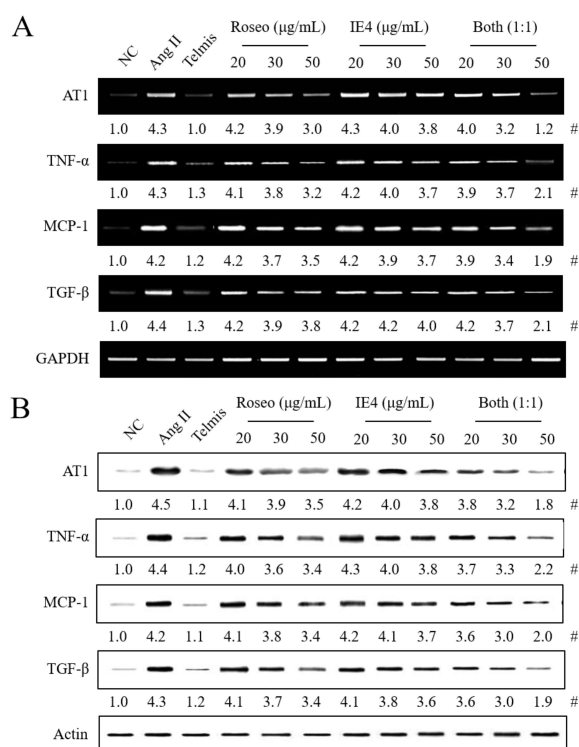 A
NC Ang II Telmis Roseo (μg/mL) IE4 (μg/mL) Both (1:1)
20 30 50 20 30 50 20 30 50
AT1
1.0 4.3 1.0 4.2 3.9 3.0 4.3 4.0 3.8 4.0 3.2 1.2 #
TNF-α
1.0 4.3 1.3 4.1 3.8 3.2 4.2 4.0 3.7 3.9 3.7 2.1 #
MCP-1
1.0 4.2 1.2 4.2 3.7 3.5 4.2 3.9 3.7 3.9 3.4 1.9 #
TGF-β
1.0 4.4 1.3 4.2 3.9 3.8 4.2 4.2 4.0 4.2 3.7 2.1 #
GAPDH
B
NC Ang II Telmis Roseo (μg/mL) IE4 (μg/mL) Both (1:1)
20 30 50 20 30 50 20 30 50
AT1
1.0 4.5 1.1 4.1 3.9 3.5 4.2 4.0 3.8 3.8 3.2 1.8 #
TNF-α
1.0 4.4 1.2 4.0 3.6 3.4 4.3 4.0 3.8 3.7 3.3 2.2 #
MCP-1
1.0 4.2 1.1 4.1 3.8 3.4 4.2 4.1 3.7 3.6 3.0 2.0 #
TGF-β
1.0 4.3 1.2 4.1 3.7 3.4 4.1 3.8 3.6 3.6 3.0 1.9 #
Actin